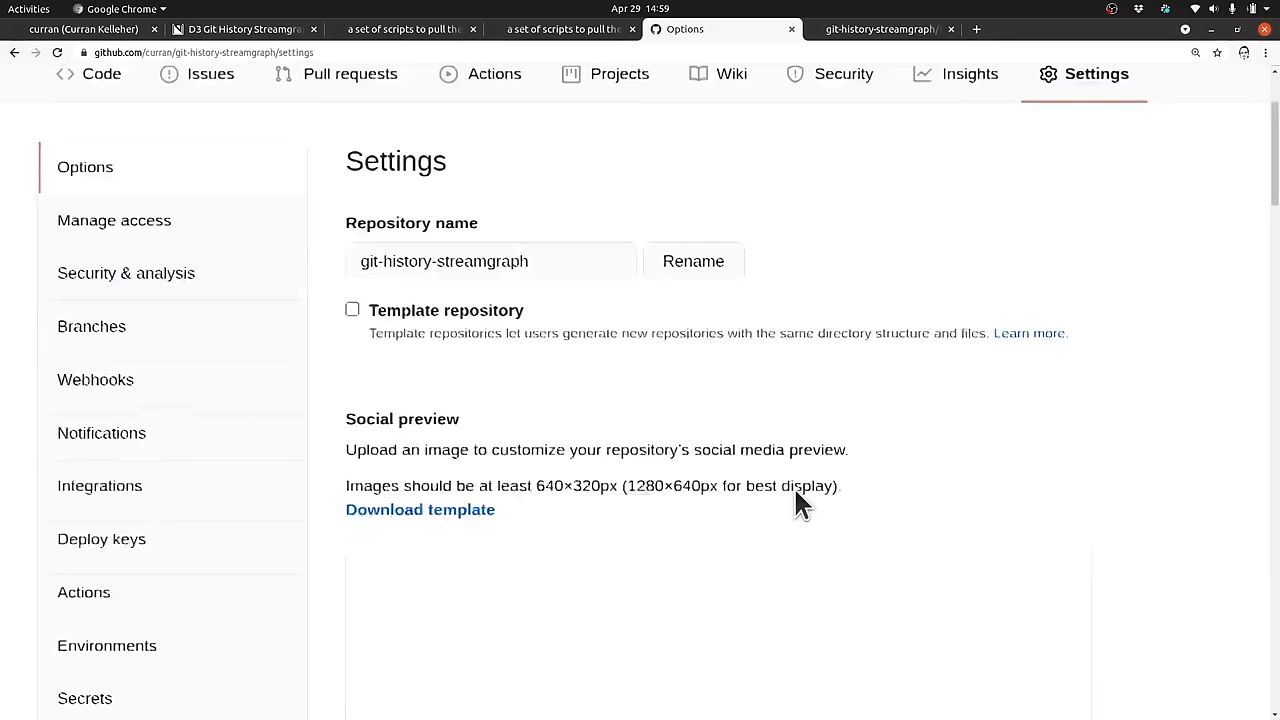 Activities Google Chrome Apr 29 14:59
curran (Curran Kelleher) D3 Git History Streamgra a set of scripts to pull the a set of scripts to pull the Options git-history-streamgraph/
github.com/curran/git-history-streamgraph/settings
Code Issues Pull requests Actions Projects Wiki Security Insights Settings
Options
Manage access
Security & analysis
Branches
Webhooks
Notifications
Integrations
Deploy keys
Actions
Environments
Secrets
Settings
Repository name
git-history-streamgraph Rename
Template repository
Template repositories let users generate new repositories with the same directory structure and files. Learn more.
Social preview
Upload an image to customize your repository's social media preview.
Images should be at least 640×320px (1280×640px for best display).
Download template